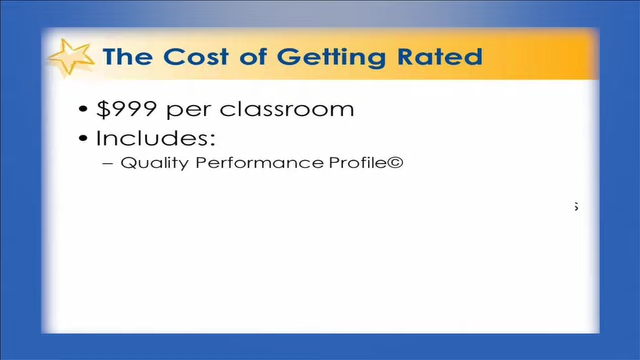 The Cost of Getting Rated
• $999 per classroom
• Includes:
– Quality Performance Profile©
s